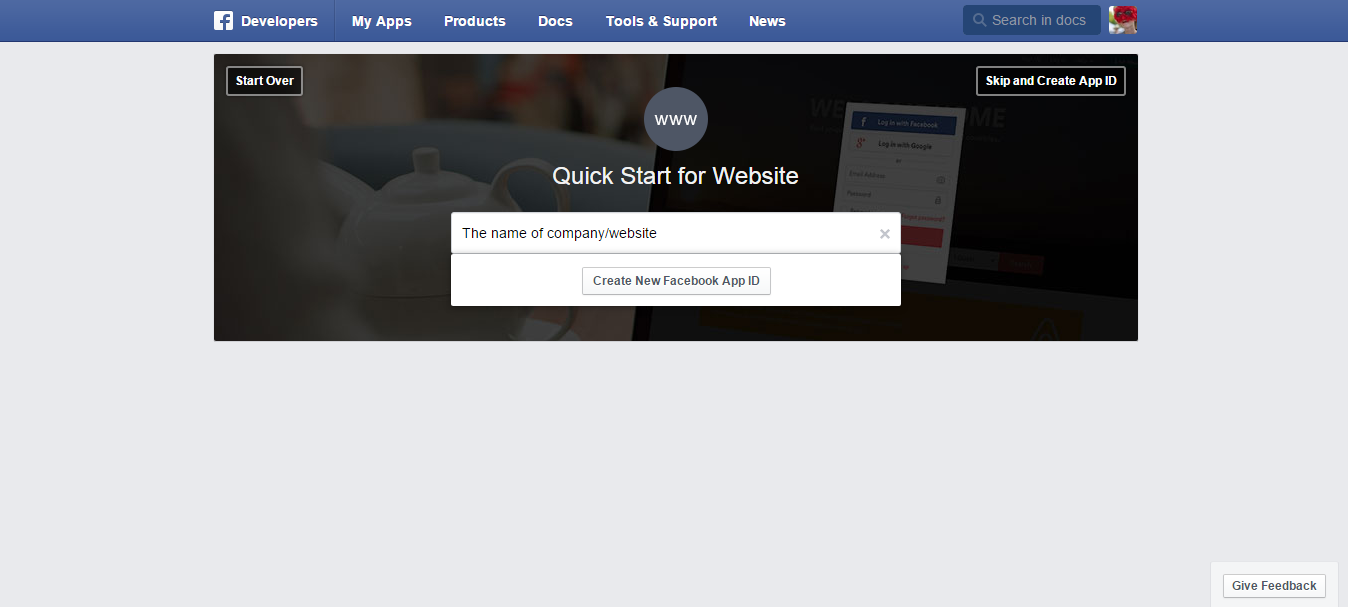 Developers
My Apps
Products
Docs
Tools & Support
News
Search in docs
Start Over
Skip and Create App ID
www
Quick Start for Website
The name of company/website
Create New Facebook App ID
Log in with Facebook
Log in with Google
or
Email Address
Password
Give Feedback